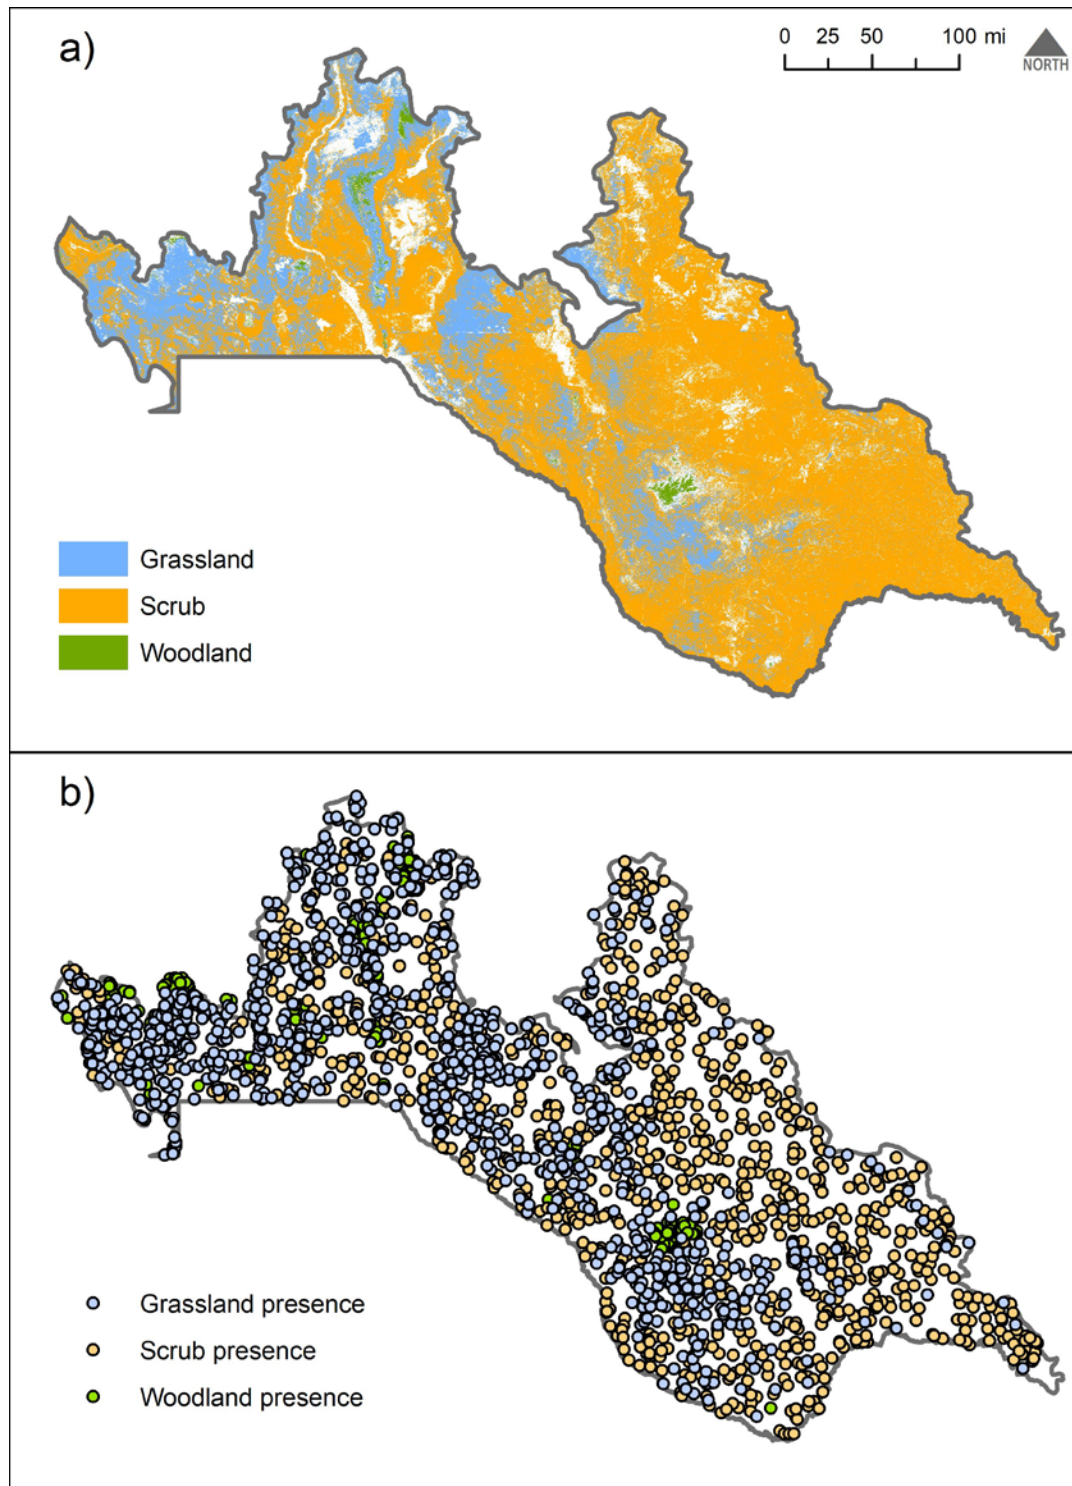 a)
0 25 50 100 mi
NORTH
Grassland
Scrub
Woodland
b)
Grassland presence
Scrub presence
Woodland presence